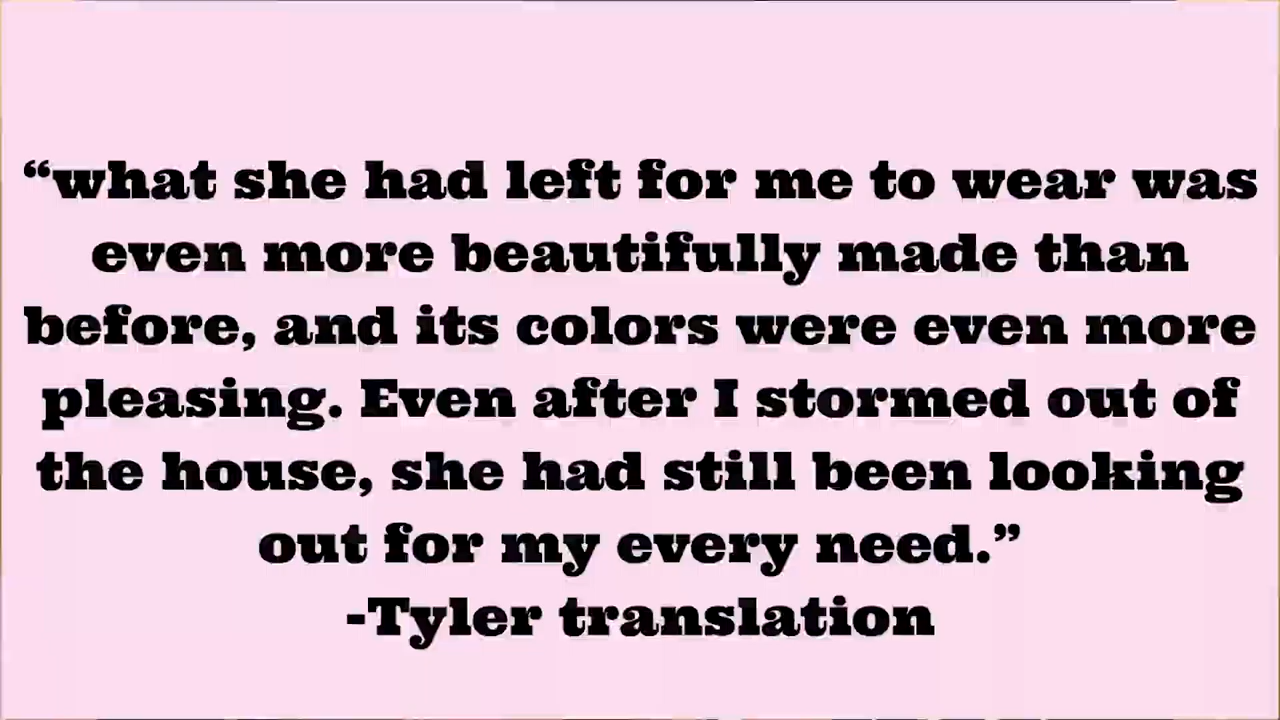 “what she had left for me to wear was
even more beautifully made than
before, and its colors were even more
pleasing. Even after I stormed out of
the house, she had still been looking
out for my every need.”
-Tyler translation